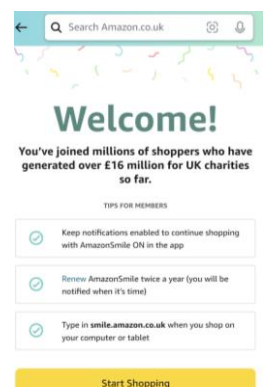 Search Amazon.co.uk
Welcome!
You've joined millions of shoppers who have
generated over £16 million for UK charities
so far.
TIPS FOR MEMBERS
Keep notifications enabled to continue shopping
with AmazonSmile ON in the app
Renew AmazonSmile twice a year (you will be
notified when it's time)
Type in smile.amazon.co.uk when you shop on
your computer or tablet
Start Shopping